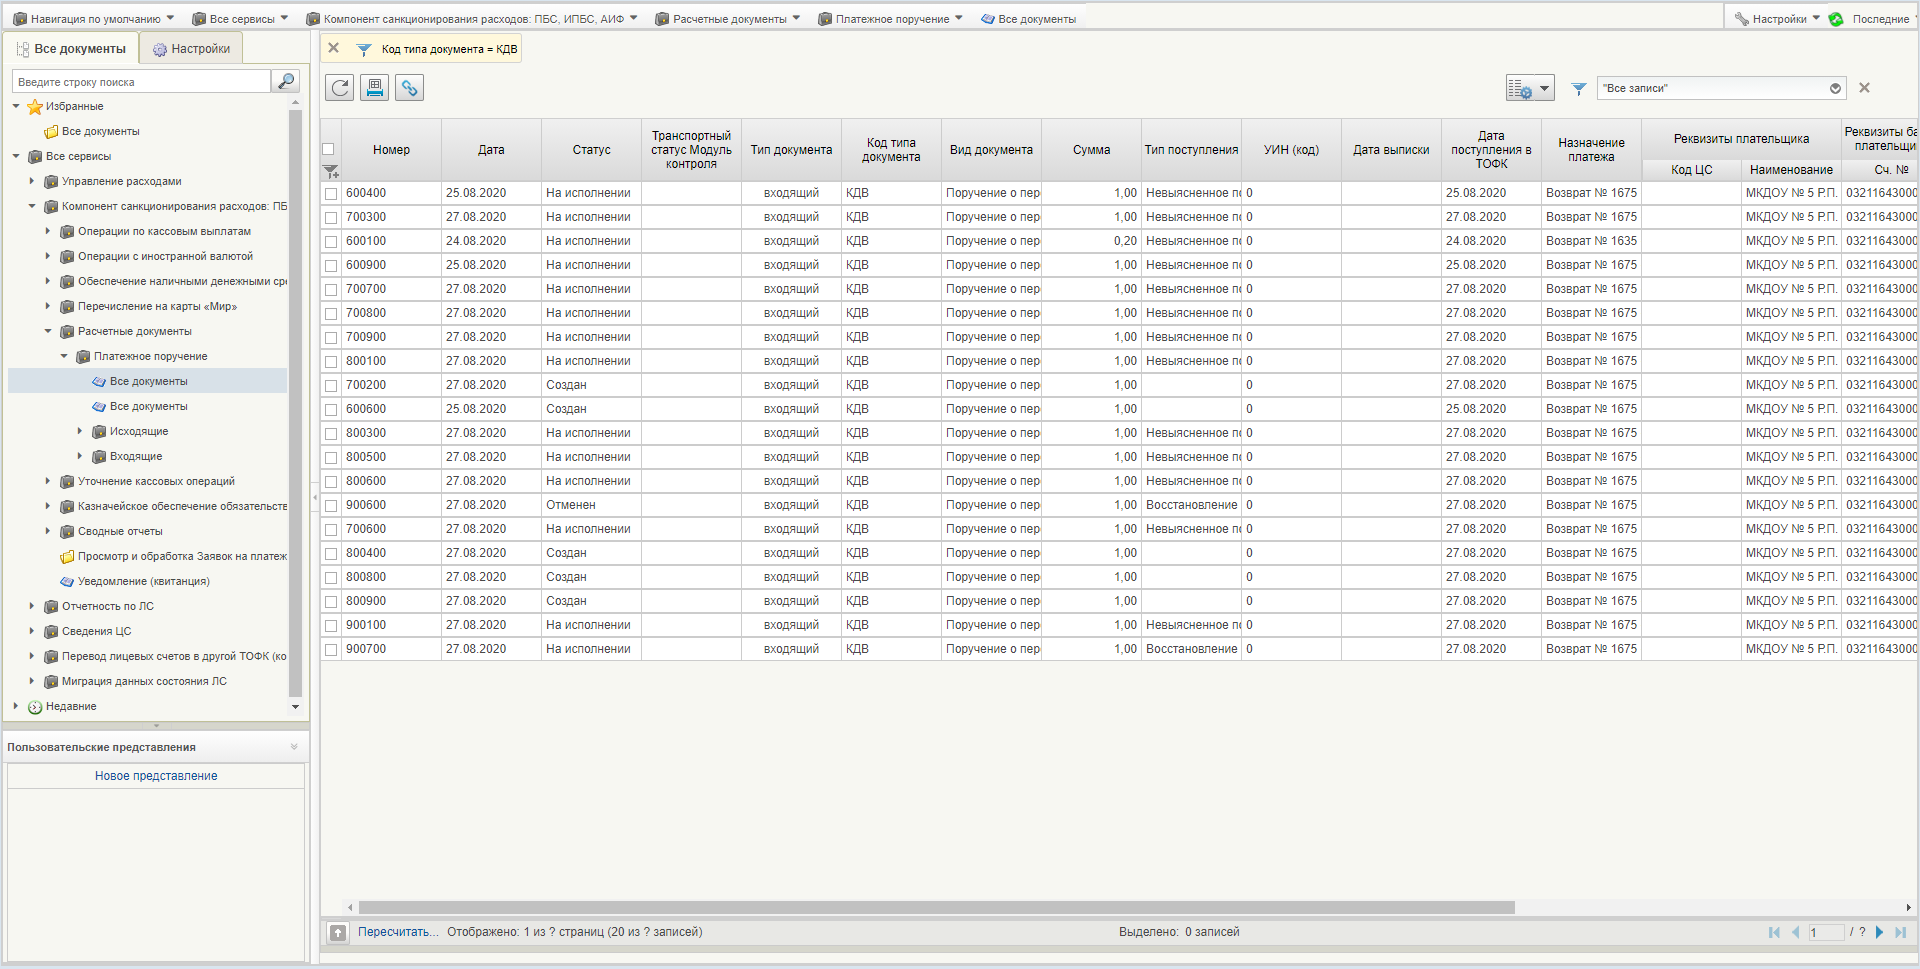 Навигация по умолчанию Все сервисы Компонент санкционирования расходов: ПБС, ИПБС, АИФ Расчетные документы Платежное поручение Все документы Настройки Последние
Все документы Настройки
Введите строку поиска
Избранные
Все документы
Все сервисы
Управление расходами
Компонент санкционирования расходов: ПБ
Операции по кассовым выплатам
Операции с иностранной валютой
Обеспечение наличными денежными сре
Перечисление на карты «Мир»
Расчетные документы
Платежное поручение
Все документы
Все документы
Исходящие
Входящие
Уточнение кассовых операций
Казначейское обеспечение обязательств
Сводные отчеты
Просмотр и обработка Заявок на платеж
Уведомление (квитанция)
Отчетность по ЛС
Сведения ЦС
Перевод лицевых счетов в другой ТОФК (ко
Миграция данных состояния ЛС
Недавние
Пользовательские представления
Новое представление
Код типа документа = КДВ
"Все записи"
Номер Дата Статус Транспортный статус Модуль контроля Тип документа Код типа документа Вид документа Сумма Тип поступления УИН (код) Дата выписки Дата поступления в ТОФК Назначение платежа Реквизиты плательщика Реквизиты ба плательщи
Код ЦС Наименование Сч. №
600400 25.08.2020 На исполнении входящий КДВ Поручение о пер 1,00 Невыясненное по 0 25.08.2020 Возврат № 1675 МКДОУ № 5 Р.П. 03211643000
700300 27.08.2020 На исполнении входящий КДВ Поручение о пер 1,00 Невыясненное по 0 27.08.2020 Возврат № 1675 МКДОУ № 5 Р.П. 03211643000
600100 24.08.2020 На исполнении входящий КДВ Поручение о пер 0,20 Невыясненное по 0 24.08.2020 Возврат № 1635 МКДОУ № 5 Р.П. 03211643000
600900 25.08.2020 На исполнении входящий КДВ Поручение о пер 1,00 Невыясненное по 0 25.08.2020 Возврат № 1675 МКДОУ № 5 Р.П. 03211643000
700700 27.08.2020 На исполнении входящий КДВ Поручение о пер 1,00 Невыясненное по 0 27.08.2020 Возврат № 1675 МКДОУ № 5 Р.П. 03211643000
700800 27.08.2020 На исполнении входящий КДВ Поручение о пер 1,00 Невыясненное по 0 27.08.2020 Возврат № 1675 МКДОУ № 5 Р.П. 03211643000
700900 27.08.2020 На исполнении входящий КДВ Поручение о пер 1,00 Невыясненное по 0 27.08.2020 Возврат № 1675 МКДОУ № 5 Р.П. 03211643000
800100 27.08.2020 На исполнении входящий КДВ Поручение о пер 1,00 Невыясненное по 0 27.08.2020 Возврат № 1675 МКДОУ № 5 Р.П. 03211643000
700200 27.08.2020 Создан входящий КДВ Поручение о пер 1,00 0 27.08.2020 Возврат № 1675 МКДОУ № 5 Р.П. 03211643000
600600 25.08.2020 Создан входящий КДВ Поручение о пер 1,00 0 25.08.2020 Возврат № 1675 МКДОУ № 5 Р.П. 03211643000
800300 27.08.2020 На исполнении входящий КДВ Поручение о пер 1,00 Невыясненное по 0 27.08.2020 Возврат № 1675 МКДОУ № 5 Р.П. 03211643000
800500 27.08.2020 На исполнении входящий КДВ Поручение о пер 1,00 Невыясненное по 0 27.08.2020 Возврат № 1675 МКДОУ № 5 Р.П. 03211643000
800600 27.08.2020 На исполнении входящий КДВ Поручение о пер 1,00 Невыясненное по 0 27.08.2020 Возврат № 1675 МКДОУ № 5 Р.П. 03211643000
900600 27.08.2020 Отменен входящий КДВ Поручение о пер 1,00 Восстановление 0 27.08.2020 Возврат № 1675 МКДОУ № 5 Р.П. 03211643000
700600 27.08.2020 На исполнении входящий КДВ Поручение о пер 1,00 Невыясненное по 0 27.08.2020 Возврат № 1675 МКДОУ № 5 Р.П. 03211643000
800400 27.08.2020 Создан входящий КДВ Поручение о пер 1,00 0 27.08.2020 Возврат № 1675 МКДОУ № 5 Р.П. 03211643000
800800 27.08.2020 Создан входящий КДВ Поручение о пер 1,00 0 27.08.2020 Возврат № 1675 МКДОУ № 5 Р.П. 03211643000
800900 27.08.2020 Создан входящий КДВ Поручение о пер 1,00 0 27.08.2020 Возврат № 1675 МКДОУ № 5 Р.П. 03211643000
900100 27.08.2020 На исполнении входящий КДВ Поручение о пер 1,00 Невыясненное по 0 27.08.2020 Возврат № 1675 МКДОУ № 5 Р.П. 03211643000
900700 27.08.2020 На исполнении входящий КДВ Поручение о пер 1,00 Восстановление 0 27.08.2020 Возврат № 1675 МКДОУ № 5 Р.П. 03211643000
Пересчитать... Отображено: 1 из ? страниц (20 из ? записей) Выделено: 0 записей 1 / ?